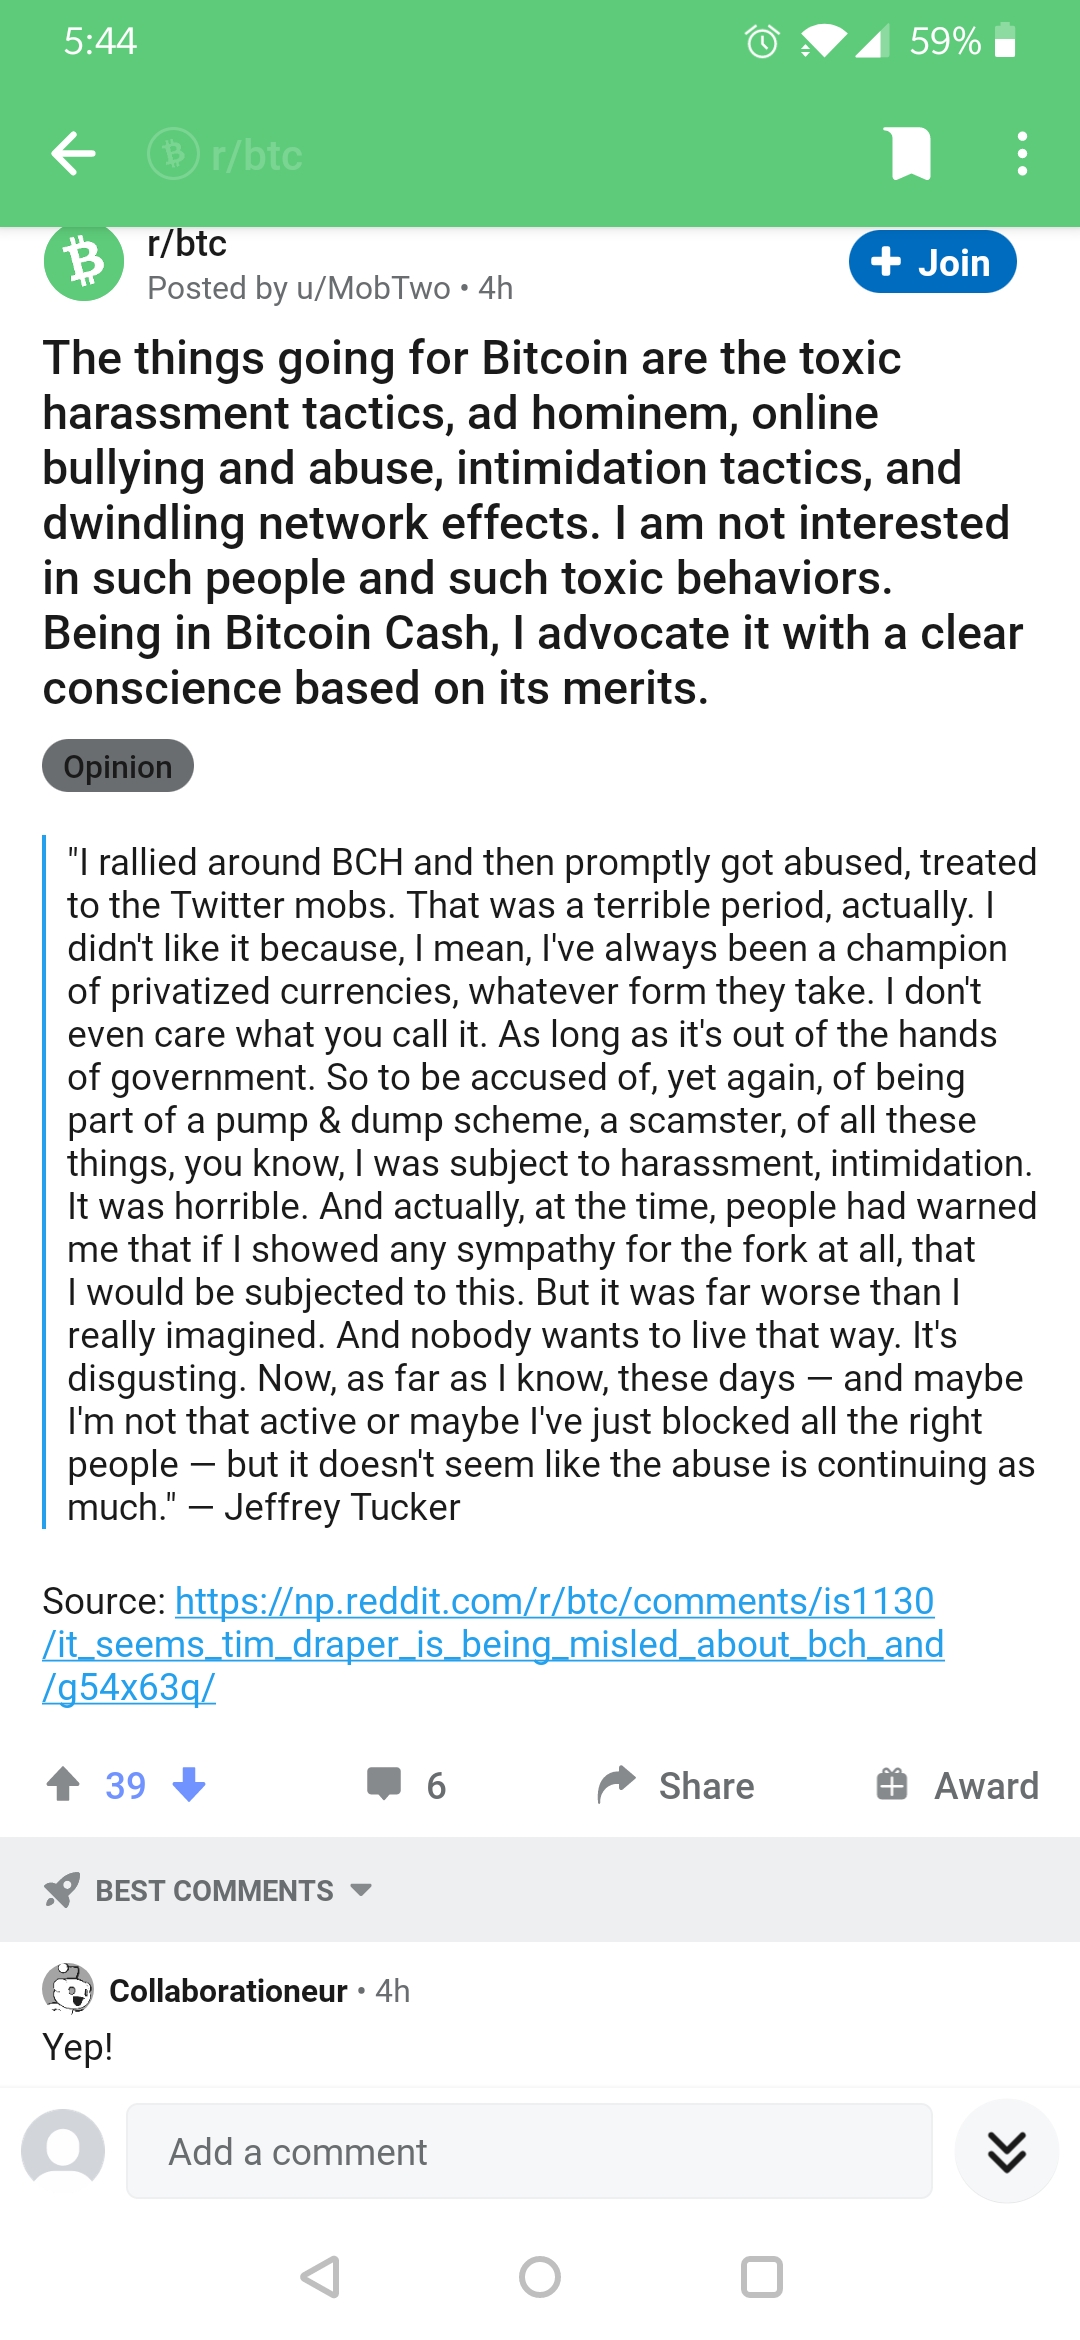 5:44
59%
r/btc
r/btc
Posted by u/MobTwo • 4h
Join
The things going for Bitcoin are the toxic
harassment tactics, ad hominem, online
bullying and abuse, intimidation tactics, and
dwindling network effects. I am not interested
in such people and such toxic behaviors.
Being in Bitcoin Cash, I advocate it with a clear
conscience based on its merits.
Opinion
"I rallied around BCH and then promptly got abused, treated
to the Twitter mobs. That was a terrible period, actually. I
didn't like it because, I mean, I've always been a champion
of privatized currencies, whatever form they take. I don't
even care what you call it. As long as it's out of the hands
of government. So to be accused of, yet again, of being
part of a pump & dump scheme, a scamster, of all these
things, you know, I was subject to harassment, intimidation.
It was horrible. And actually, at the time, people had warned
me that if I showed any sympathy for the fork at all, that
I would be subjected to this. But it was far worse than I
really imagined. And nobody wants to live that way. It's
disgusting. Now, as far as I know, these days — and maybe
I'm not that active or maybe I've just blocked all the right
people — but it doesn't seem like the abuse is continuing as
much." — Jeffrey Tucker
Source: https://np.reddit.com/r/btc/comments/is1130
/it_seems_tim_draper_is_being_misled_about_bch_and
/g54x63q/
39
6
Share
Award
BEST COMMENTS
Collaborationeur • 4h
Yep!
Add a comment